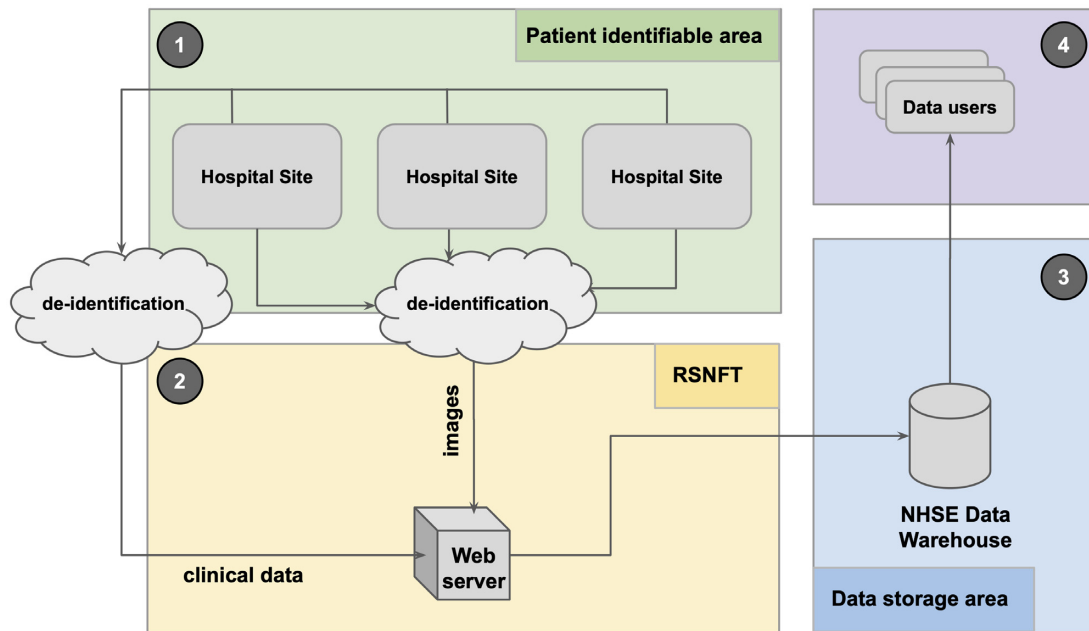 1
Patient identifiable area
Hospital Site
Hospital Site
Hospital Site
de-identification
de-identification
2
RSNFT
images
clinical data
Web
server
3
NHSE Data
Warehouse
Data storage area
4
Data users